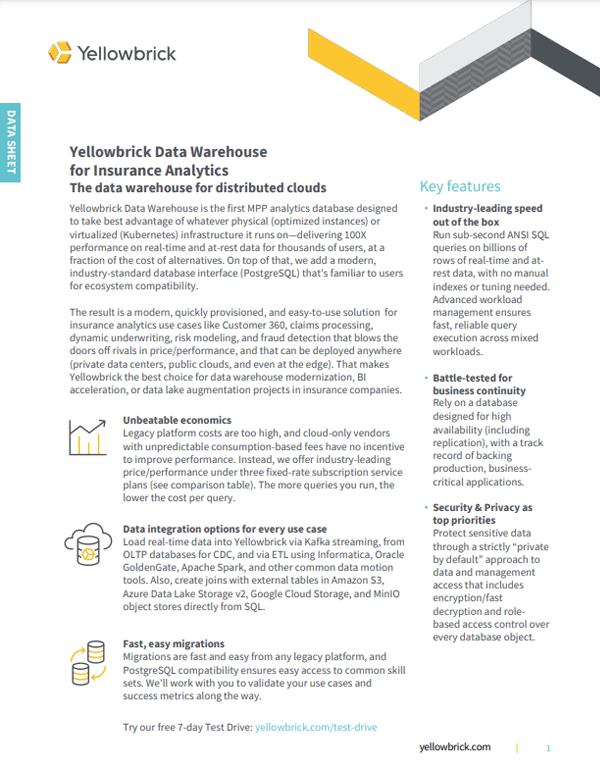 Yellowbrick
DATA SHEET
Yellowbrick Data Warehouse
for Insurance Analytics
The data warehouse for distributed clouds
Yellowbrick Data Warehouse is the first MPP analytics database designed
to take best advantage of whatever physical (optimized instances) or
virtualized (Kubernetes) infrastructure it runs on—delivering 100X
performance on real-time and at-rest data for thousands of users, at a
fraction of the cost of alternatives. On top of that, we add a modern,
industry-standard database interface (PostgreSQL) that's familiar to users
for ecosystem compatibility.
The result is a modern, quickly provisioned, and easy-to-use solution for
insurance analytics use cases like Customer 360, claims processing,
dynamic underwriting, risk modeling, and fraud detection that blows the
doors off rivals in price/performance, and that can be deployed anywhere
(private data centers, public clouds, and even at the edge). That makes
Yellowbrick the best choice for data warehouse modernization, BI
acceleration, or data lake augmentation projects in insurance companies.
Unbeatable economics
Legacy platform costs are too high, and cloud-only vendors
with unpredictable consumption-based fees have no incentive
to improve performance. Instead, we offer industry-leading
price/performance under three fixed-rate subscription service
plans (see comparison table). The more queries you run, the
lower the cost per query.
Data integration options for every use case
Load real-time data into Yellowbrick via Kafka streaming, from
OLTP databases for CDC, and via ETL using Informatica, Oracle
GoldenGate, Apache Spark, and other common data motion
tools. Also, create joins with external tables in Amazon S3,
Azure Data Lake Storage v2, Google Cloud Storage, and MinIO
object stores directly from SQL.
Fast, easy migrations
Migrations are fast and easy from any legacy platform, and
PostgreSQL compatibility ensures easy access to common skill
sets. We'll work with you to validate your use cases and
success metrics along the way.
Try our free 7-day Test Drive: yellowbrick.com/test-drive
Key features
• Industry-leading speed
out of the box
Run sub-second ANSI SQL
queries on billions of
rows of real-time and at-
rest data, with no manual
indexes or tuning needed.
Advanced workload
management ensures
fast, reliable query
execution across mixed
workloads.
• Battle-tested for
business continuity
Rely on a database
designed for high
availability (including
replication), with a track
record of backing
production, business-
critical applications.
• Security & Privacy as
top priorities
Protect sensitive data
through a strictly “private
by default” approach to
data and management
access that includes
encryption/fast
decryption and role-
based access control over
every database object.
yellowbrick.com | 1